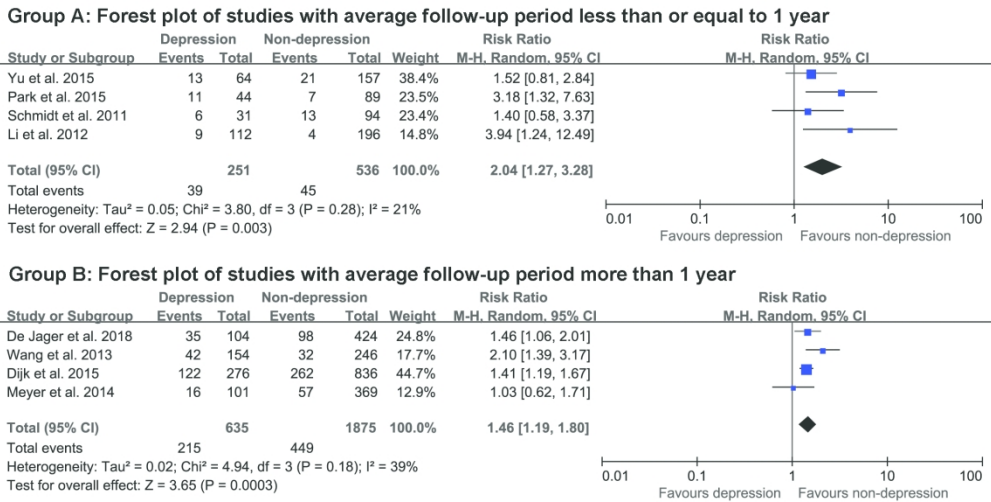 Group A: Forest plot of studies with average follow-up period less than or equal to 1 year
Depression Non-depression Risk Ratio Risk Ratio
Study or Subgroup Events Total Events Total Weight M-H. Random. 95% CI M-H. Random. 95% CI
Yu et al. 2015 13 64 21 157 38.4% 1.52 [0.81, 2.84]
Park et al. 2015 11 44 7 89 23.5% 3.18 [1.32, 7.63]
Schmidt et al. 2011 6 31 13 94 23.4% 1.40 [0.58, 3.37]
Li et al. 2012 9 112 4 196 14.8% 3.94 [1.24, 12.49]
Total (95% CI) 251 536 100.0% 2.04 [1.27, 3.28]
Total events 39 45
Heterogeneity: Tau² = 0.05; Chi² = 3.80, df = 3 (P = 0.28); I² = 21%
Test for overall effect: Z = 2.94 (P = 0.003)
0.01 0.1 1 10 100
Favours depression Favours non-depression
Group B: Forest plot of studies with average follow-up period more than 1 year
Depression Non-depression Risk Ratio Risk Ratio
Study or Subgroup Events Total Events Total Weight M-H. Random. 95% CI M-H. Random. 95% CI
De Jager et al. 2018 35 104 98 424 24.8% 1.46 [1.06, 2.01]
Wang et al. 2013 42 154 32 246 17.7% 2.10 [1.39, 3.17]
Dijk et al. 2015 122 276 262 836 44.7% 1.41 [1.19, 1.67]
Meyer et al. 2014 16 101 57 369 12.9% 1.03 [0.62, 1.71]
Total (95% CI) 635 1875 100.0% 1.46 [1.19, 1.80]
Total events 215 449
Heterogeneity: Tau² = 0.02; Chi² = 4.94, df = 3 (P = 0.18); I² = 39%
Test for overall effect: Z = 3.65 (P = 0.0003)
0.01 0.1 1 10 100
Favours depression Favours non-depression